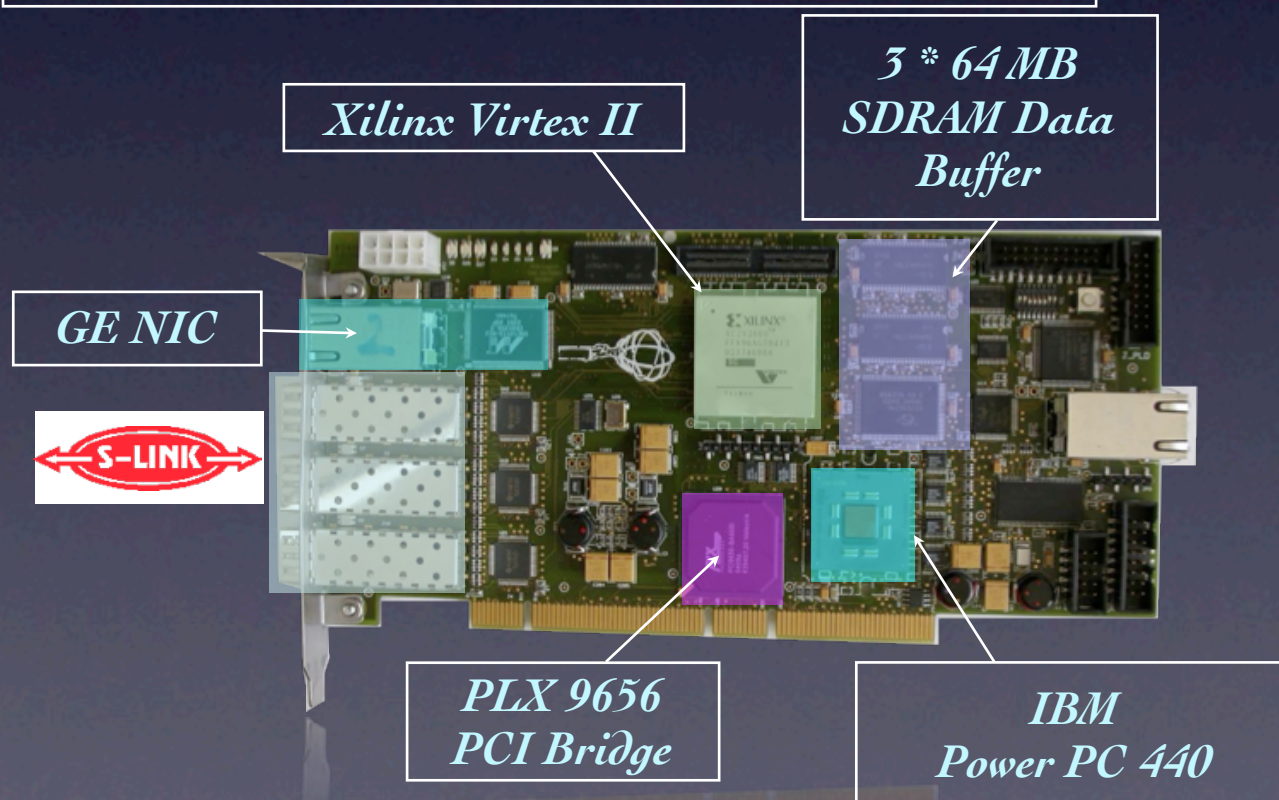 3 * 64 MB
SDRAM Data
Buffer
Xilinx Virtex II
GE NIC
XILINX
S-LINK
PLX 9656
PCI Bridge
IBM
Power PC 440